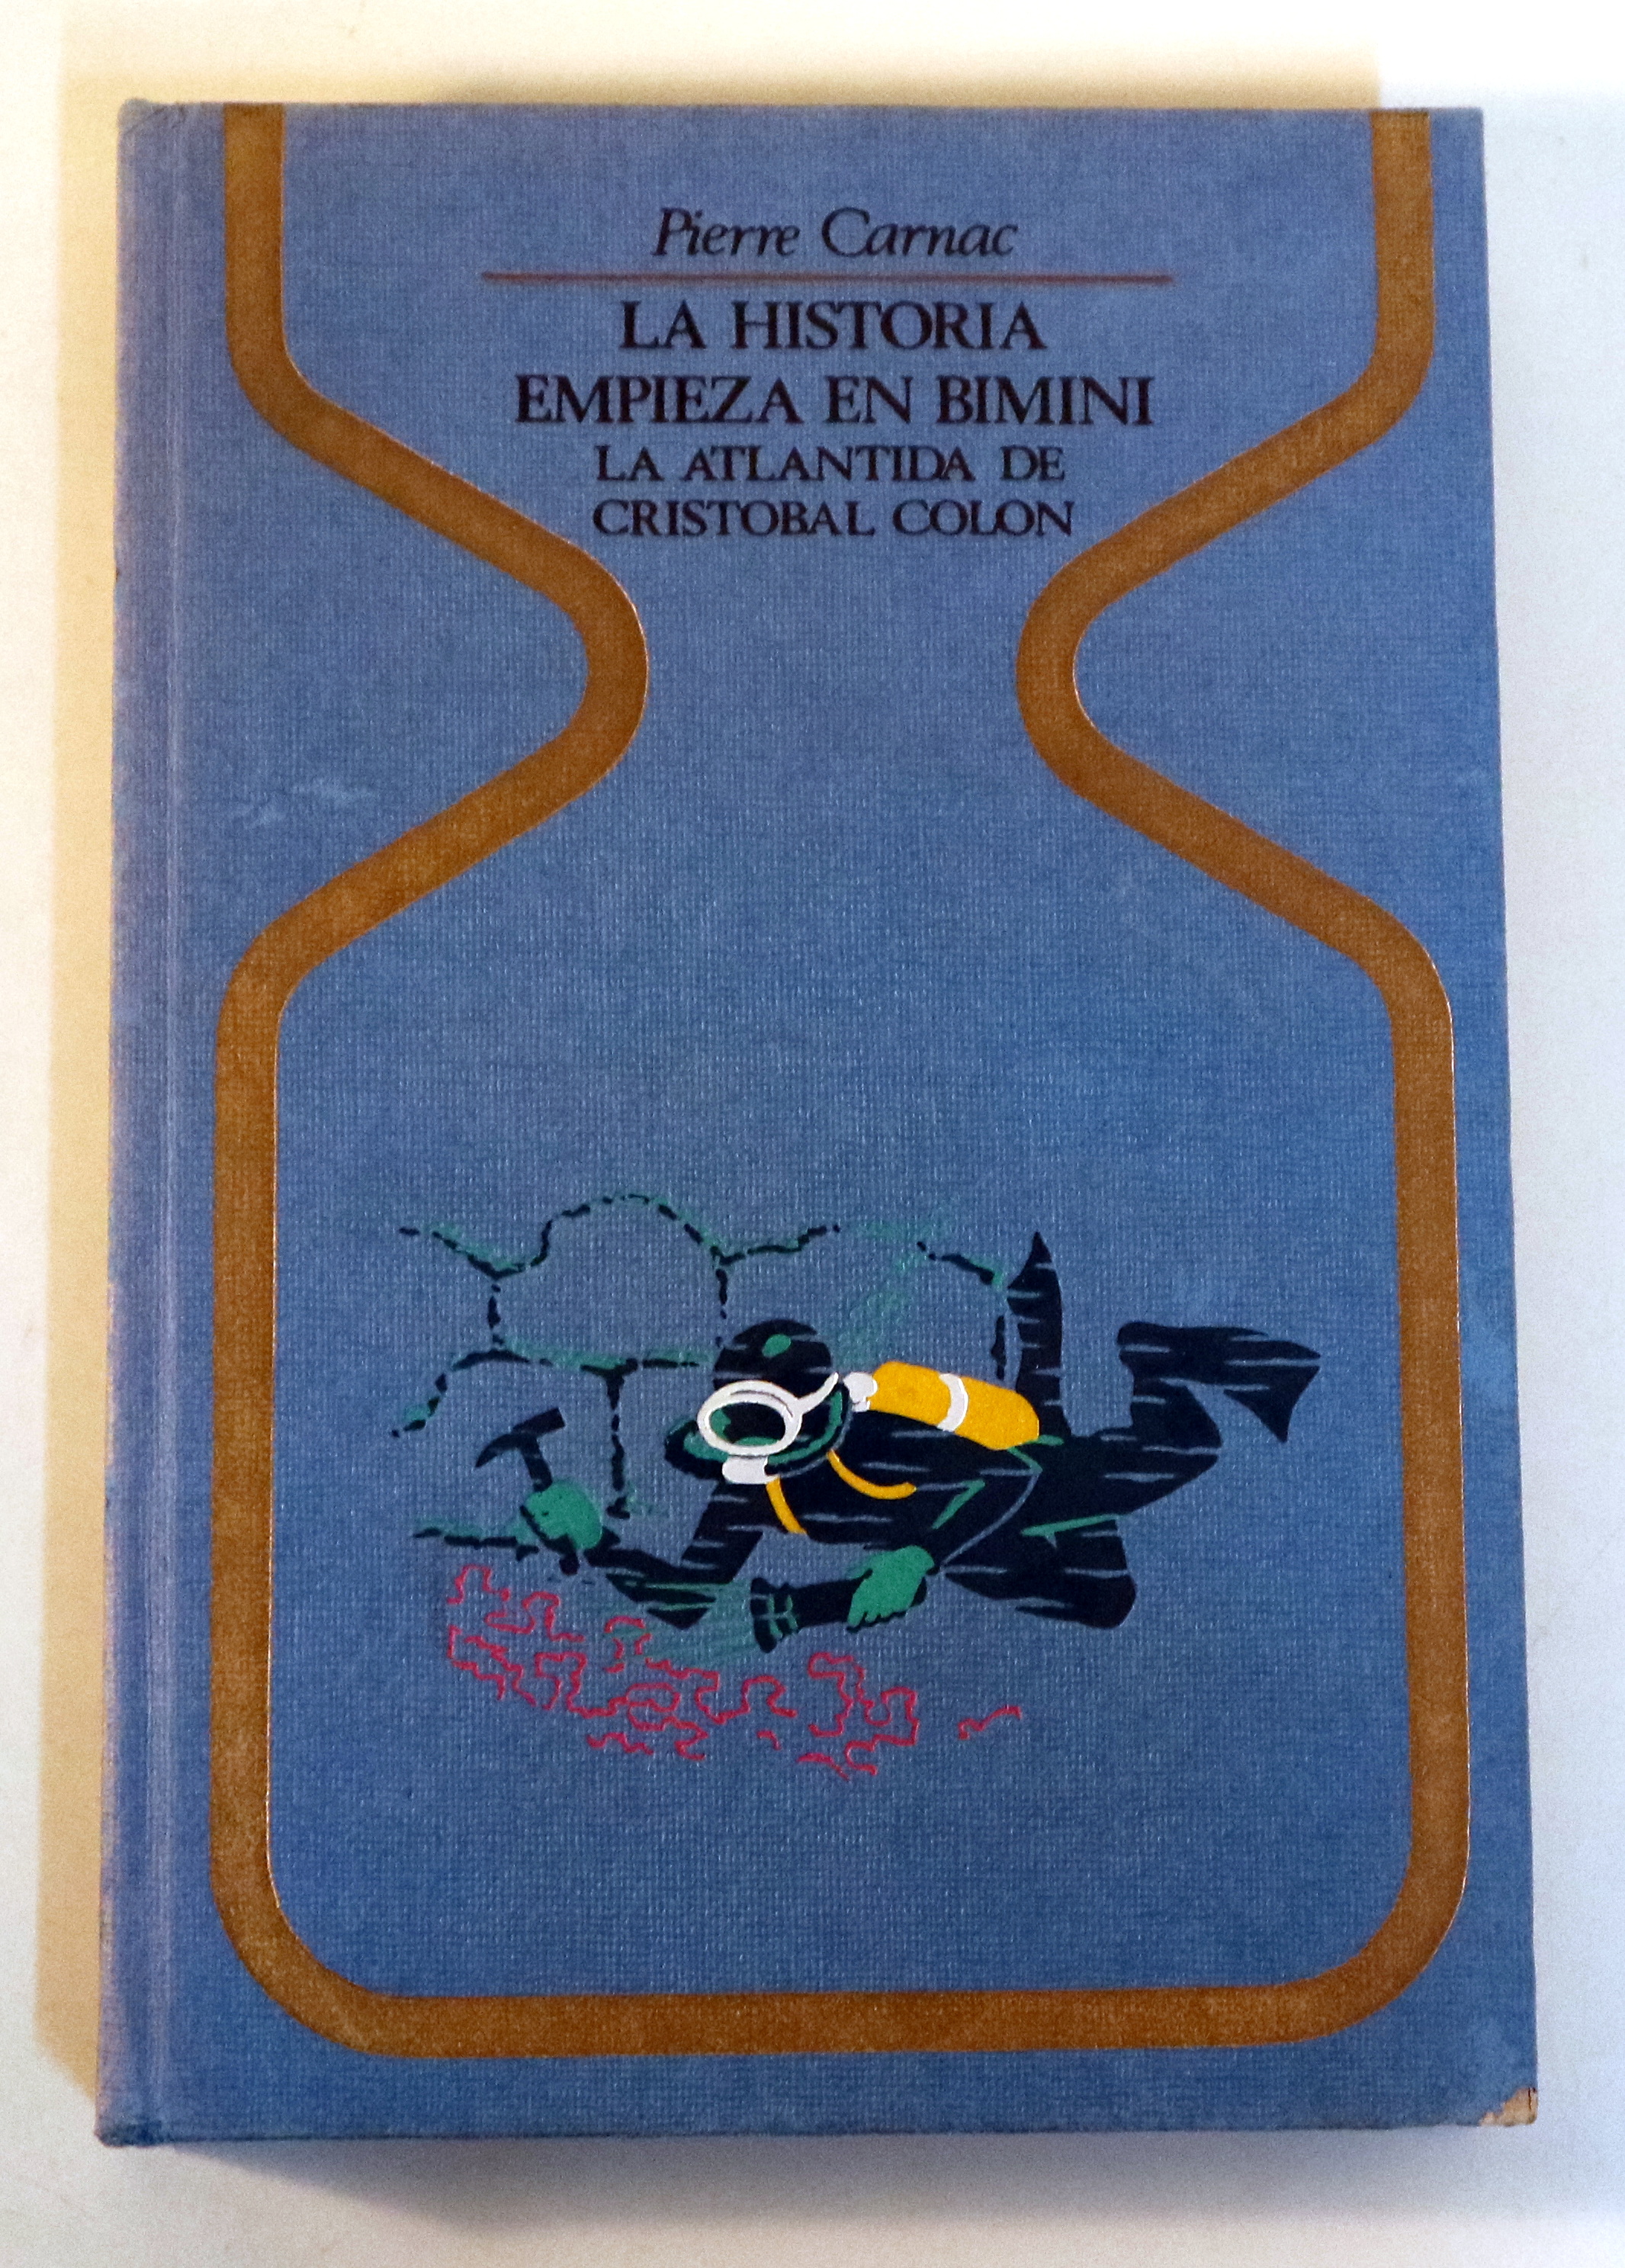 Pierre Carnac
LA HISTORIA
EMPIEZA EN BIMINI
LA ATLANTIDA DE
CRISTOBAL COLON